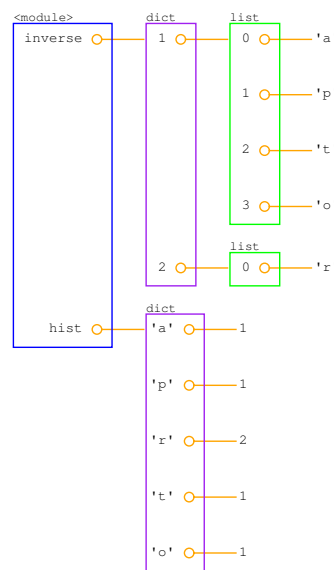 <module> dict list
inverse 1 0 'a
1 'p
2 't
3 'o
list
2 0 'r
dict
hist 'a' 1
'p' 1
'r' 2
't' 1
'o' 1